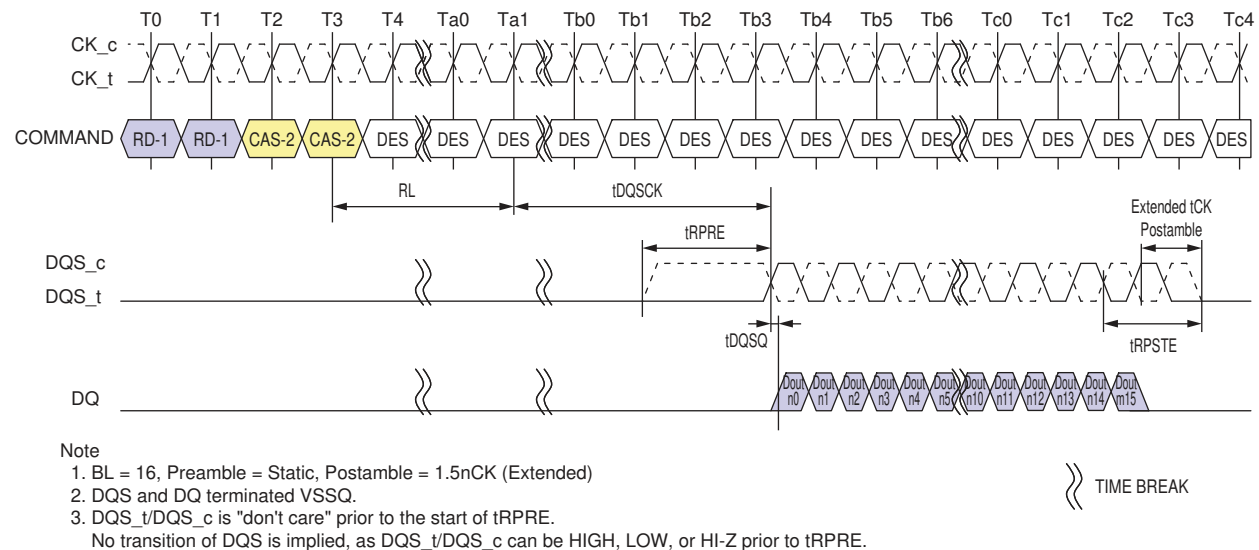 T0 T1 T2 T3 T4 Ta0 Ta1 Tb0 Tb1 Tb2 Tb3 Tb4 Tb5 Tb6 Tc0 Tc1 Tc2 Tc3 Tc4
CK_c
CK_t
COMMAND RD-1 RD-1 CAS-2 CAS-2 DES DES DES DES DES DES DES DES DES DES DES DES DES DES DES
RL tDQSCK
Extended tCK
Postamble
tRPRE
DQS_c
DQS_t
tDQSQ
tRPSTE
DQ
Dout Dout Dout Dout Dout Dout Dout Dout Dout Dout Dout Dout
n0 n1 n2 n3 n4 n5 n10 n11 n12 n13 n14 m15
Note
1. BL = 16, Preamble = Static, Postamble = 1.5nCK (Extended)
2. DQS and DQ terminated VSSQ.
3. DQS_t/DQS_c is "don't care" prior to the start of tRPRE.
No transition of DQS is implied, as DQS_t/DQS_c can be HIGH, LOW, or HI-Z prior to tRPRE.
TIME BREAK